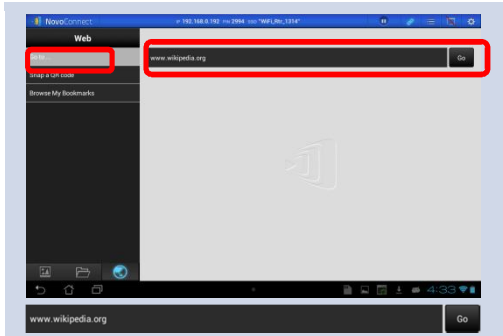 NovoConnect
IP 192.168.0.192 PIN 2994 SSID "WiFi_Rtr_1314"
Web
Go to...
www.wikipedia.org
Go
Snap a QR code
Browse My Bookmarks
4:33
www.wikipedia.org
Go